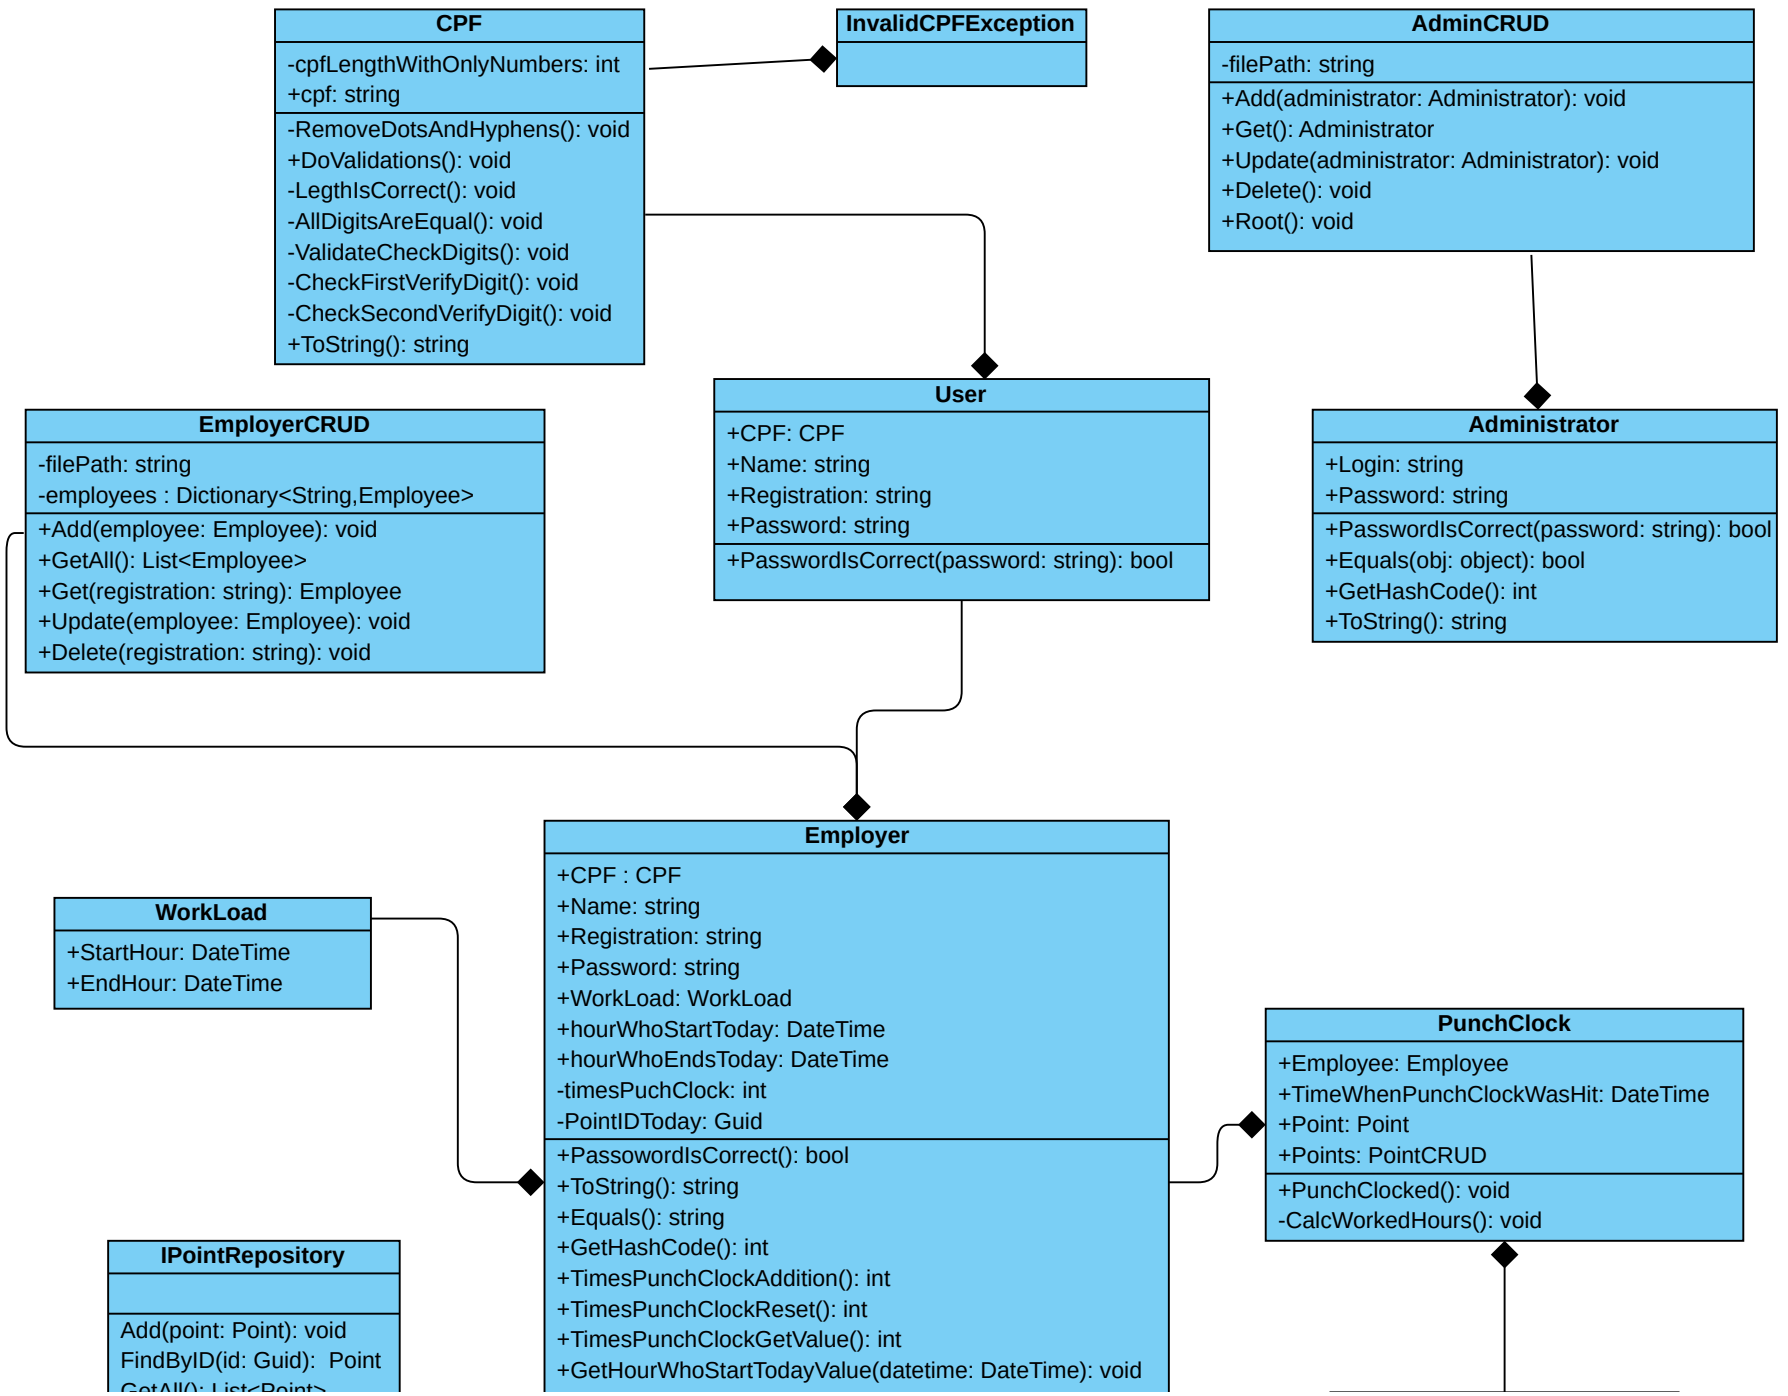 CPF
-cpfLengthWithOnlyNumbers: int
+cpf: string
-RemoveDotsAndHyphens(): void
+DoValidations(): void
-LegthIsCorrect(): void
-AllDigitsAreEqual(): void
-ValidateCheckDigits(): void
-CheckFirstVerifyDigit(): void
-CheckSecondVerifyDigit(): void
+ToString(): string
InvalidCPFException
AdminCRUD
-filePath: string
+Add(administrator: Administrator): void
+Get(): Administrator
+Update(administrator: Administrator): void
+Delete(): void
+Root(): void
EmployerCRUD
-filePath: string
-employees : Dictionary<String,Employee>
+Add(employee: Employee): void
+GetAll(): List<Employee>
+Get(registration: string): Employee
+Update(employee: Employee): void
+Delete(registration: string): void
User
+CPF: CPF
+Name: string
+Registration: string
+Password: string
+PasswordIsCorrect(password: string): bool
Administrator
+Login: string
+Password: string
+PasswordIsCorrect(password: string): bool
+Equals(obj: object): bool
+GetHashCode(): int
+ToString(): string
WorkLoad
+StartHour: DateTime
+EndHour: DateTime
Employer
+CPF : CPF
+Name: string
+Registration: string
+Password: string
+WorkLoad: WorkLoad
+hourWhoStartToday: DateTime
+hourWhoEndsToday: DateTime
-timesPuchClock: int
-PointIDToday: Guid
+PassowordIsCorrect(): bool
+ToString(): string
+Equals(): string
+GetHashCode(): int
+TimesPunchClockAddition(): int
+TimesPunchClockReset(): int
+TimesPunchClockGetValue(): int
+GetHourWhoStartTodayValue(datetime: DateTime): void
PunchClock
+Employee: Employee
+TimeWhenPunchClockWasHit: DateTime
+Point: Point
+Points: PointCRUD
+PunchClocked(): void
-CalcWorkedHours(): void
IPointRepository
Add(point: Point): void
FindByID(id: Guid):  Point
GetAll(): List<Point>